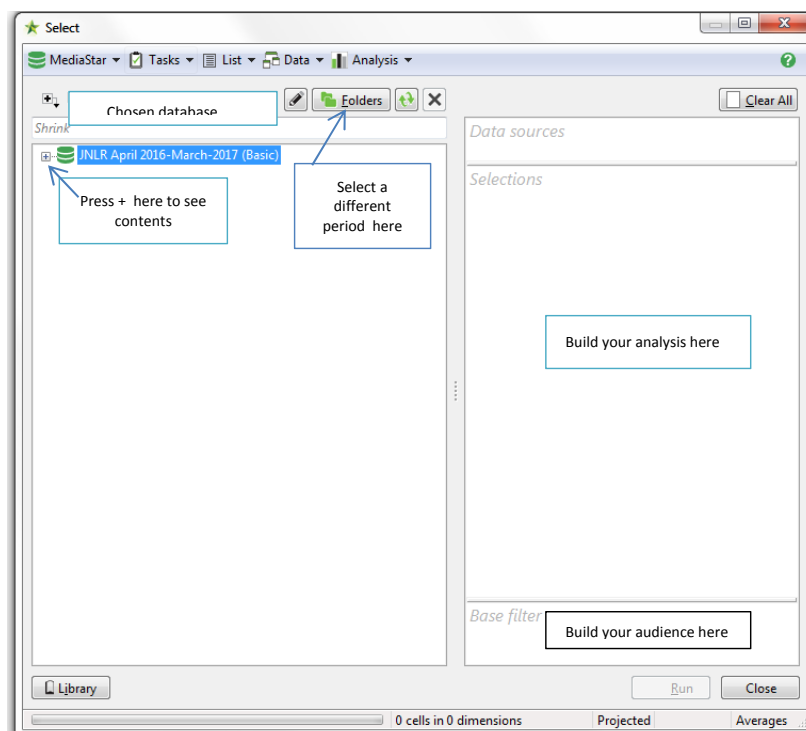 Select
MediaStar Tasks List Data Analysis
Chosen database
Folders
Clear All
Shrink
Data sources
JNLR April 2016-March-2017 (Basic)
Selections
Press + here to see
contents
Select a
different
period here
Build your analysis here
Base filter
Build your audience here
Library
Run
Close
0 cells in 0 dimensions
Projected
Averages